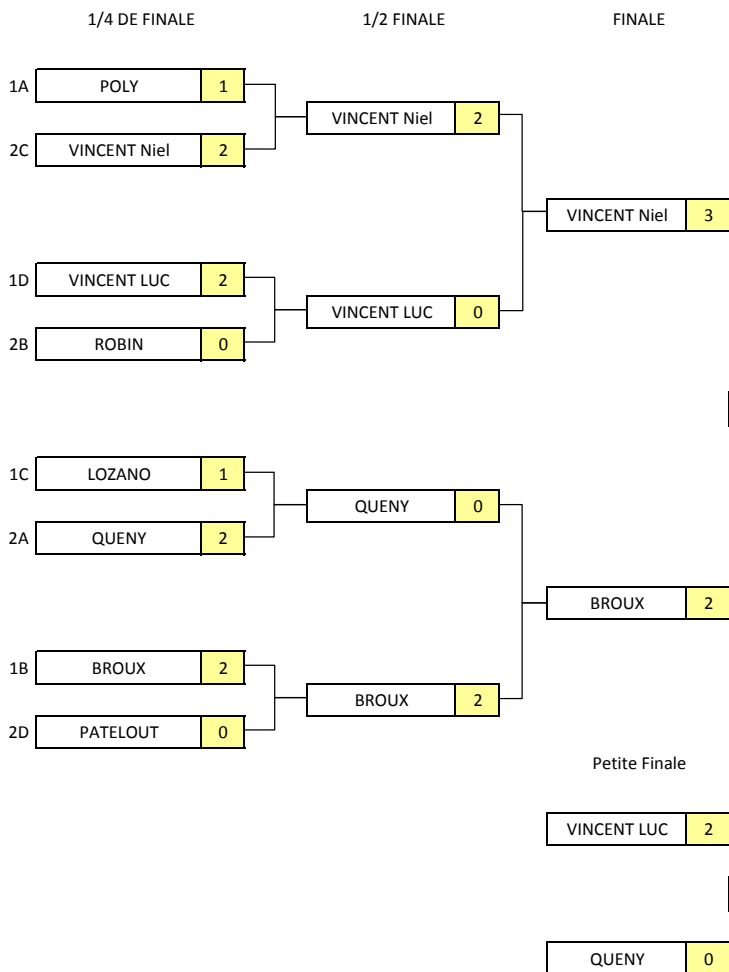 1/4 DE FINALE 1/2 FINALE FINALE
1A POLY 1
VINCENT Niel 2
2C VINCENT Niel 2
VINCENT Niel 3
1D VINCENT LUC 2
VINCENT LUC 0
2B ROBIN 0
1C LOZANO 1
QUENY 0
2A QUENY 2
BROUX 2
1B BROUX 2
BROUX 2
2D PATELOUT 0
Petite Finale
VINCENT LUC 2
QUENY 0